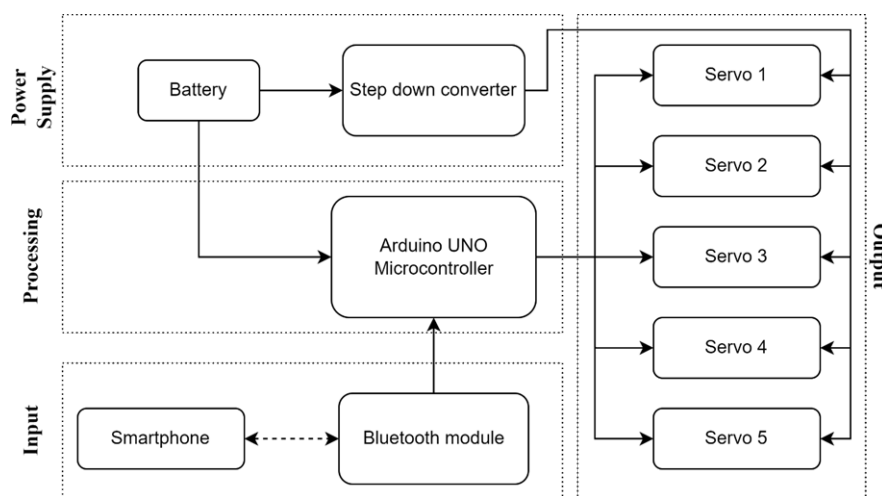 Power
Supply
Battery
Step down converter
Servo 1
Servo 2
Processing
Arduino UNO
Microcontroller
Servo 3
Output
Servo 4
Input
Smartphone
Bluetooth module
Servo 5